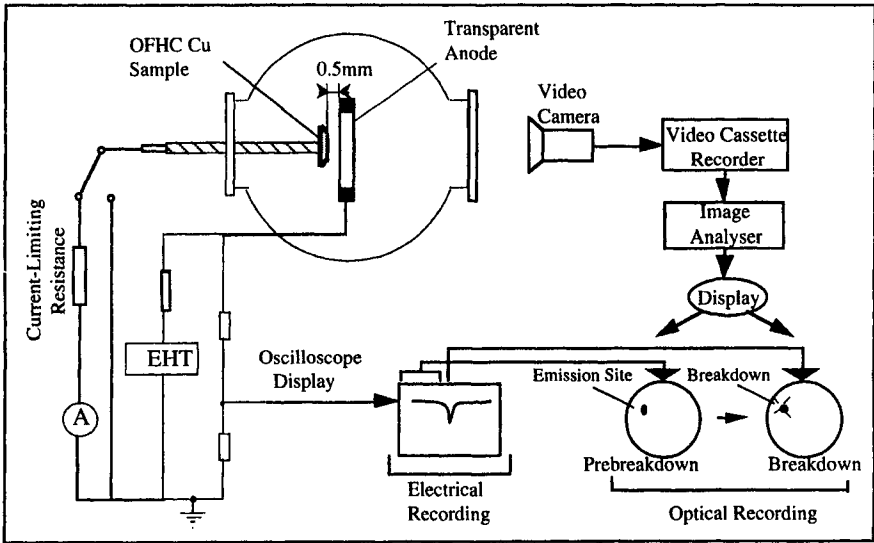 OFHC Cu
Sample
0.5mm
Transparent
Anode
Video
Camera
Video Cassette
Recorder
Image
Analyser
Display
Current-Limiting
Resistance
EHT
A
Oscilloscope
Display
Emission Site
Breakdown
Prebreakdown
Breakdown
Electrical
Recording
Optical Recording